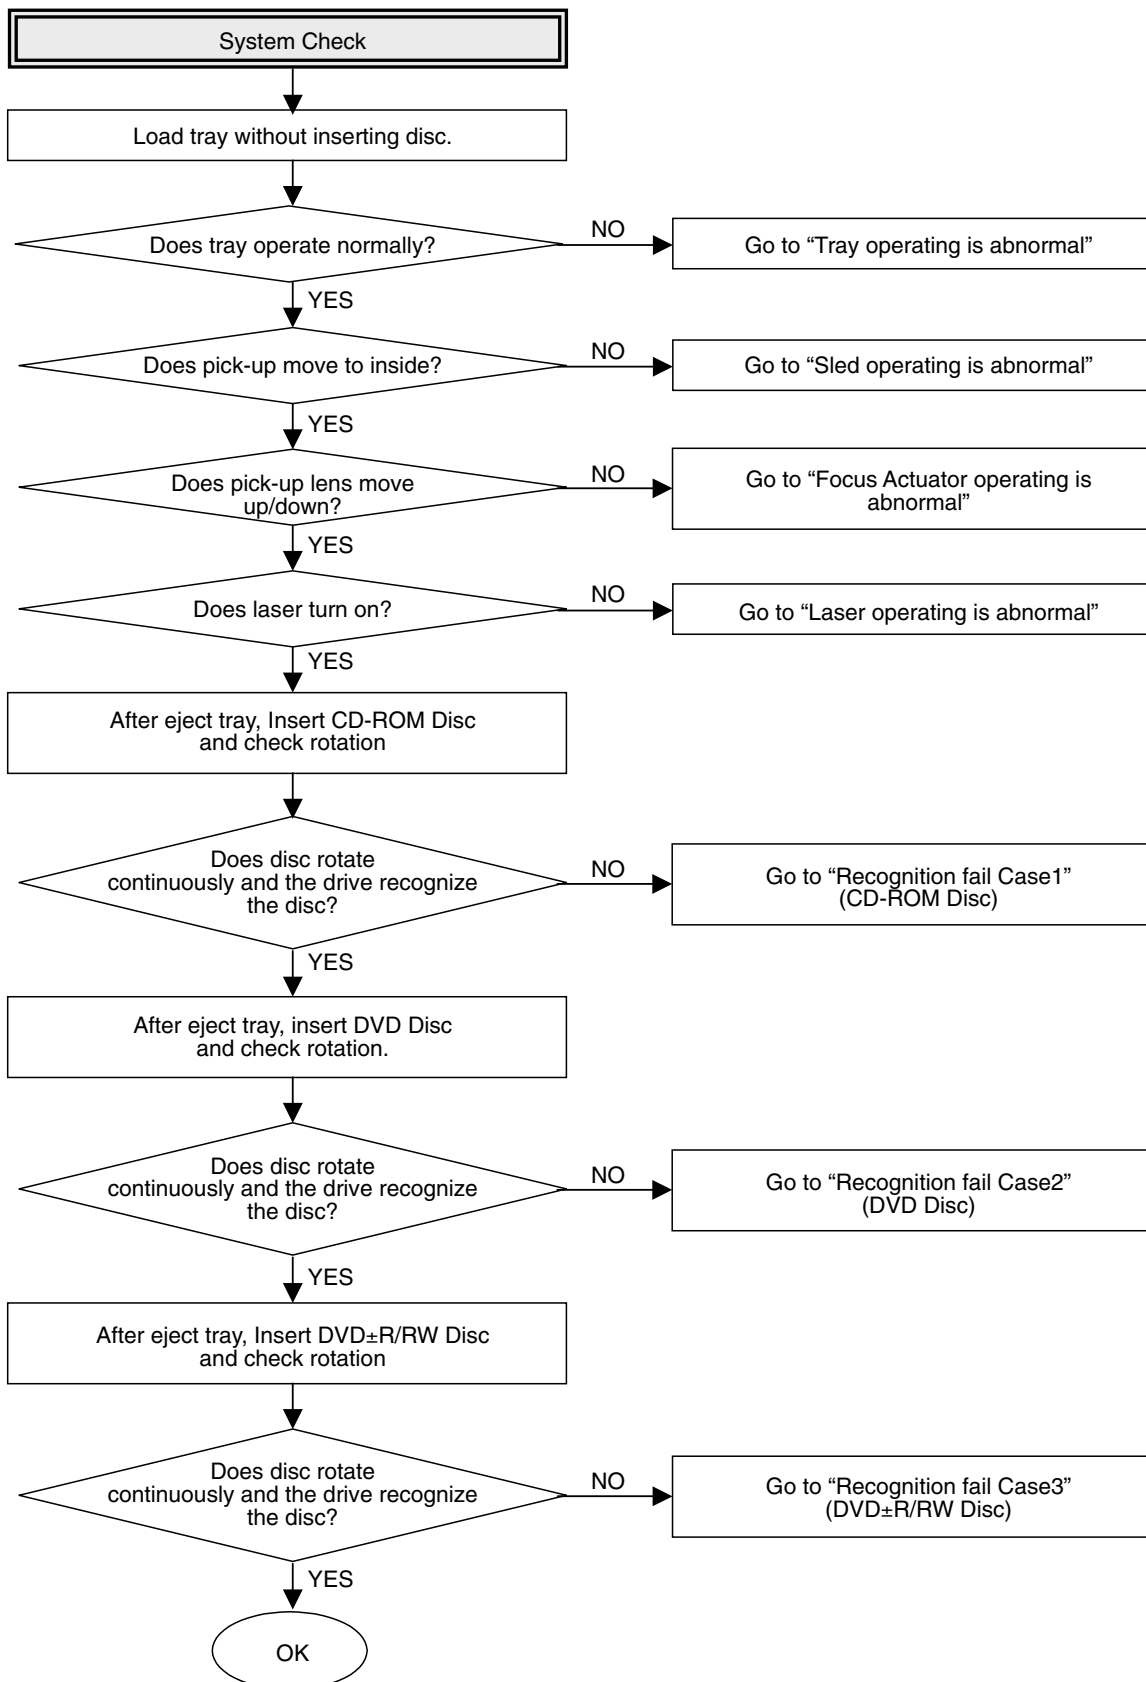 System Check
Load tray without inserting disc.
Does tray operate normally?
NO
Go to “Tray operating is abnormal”
YES
Does pick-up move to inside?
NO
Go to “Sled operating is abnormal”
YES
Does pick-up lens move
up/down?
NO
Go to “Focus Actuator operating is
abnormal”
YES
Does laser turn on?
NO
Go to “Laser operating is abnormal”
YES
After eject tray, Insert CD-ROM Disc
and check rotation
Does disc rotate
continuously and the drive recognize
the disc?
NO
Go to “Recognition fail Case1”
(CD-ROM Disc)
YES
After eject tray, insert DVD Disc
and check rotation.
Does disc rotate
continuously and the drive recognize
the disc?
NO
Go to “Recognition fail Case2”
(DVD Disc)
YES
After eject tray, Insert DVD±R/RW Disc
and check rotation
Does disc rotate
continuously and the drive recognize
the disc?
NO
Go to “Recognition fail Case3”
(DVD±R/RW Disc)
YES
OK